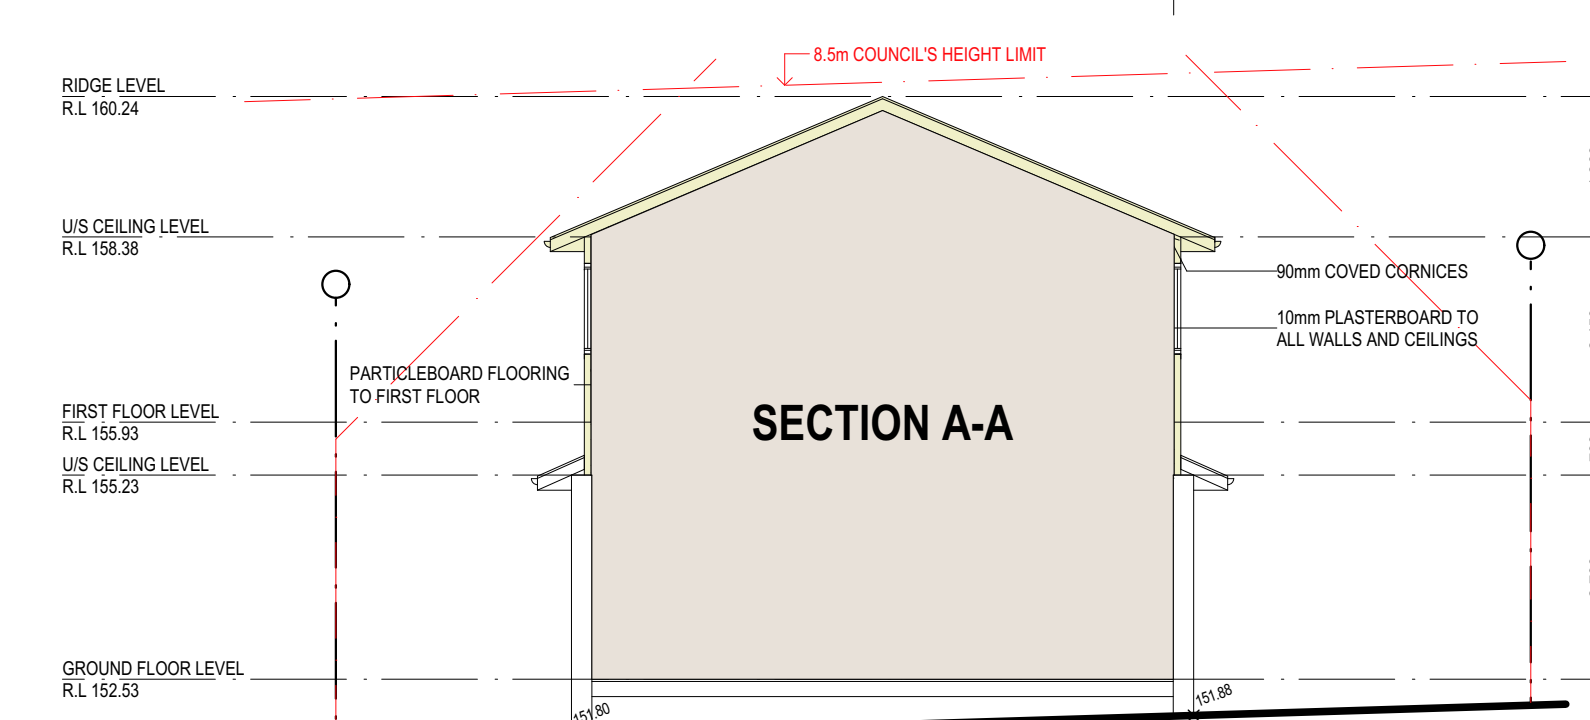 8.5m COUNCIL'S HEIGHT LIMIT
RIDGE LEVEL
R.L 160.24
U/S CEILING LEVEL
R.L 158.38
90mm COVED CORNICES
10mm PLASTERBOARD TO
ALL WALLS AND CEILINGS
PARTICLEBOARD FLOORING
TO FIRST FLOOR
FIRST FLOOR LEVEL
R.L 155.93
SECTION A-A
U/S CEILING LEVEL
R.L 155.23
GROUND FLOOR LEVEL
R.L 152.53
151.80
151.88